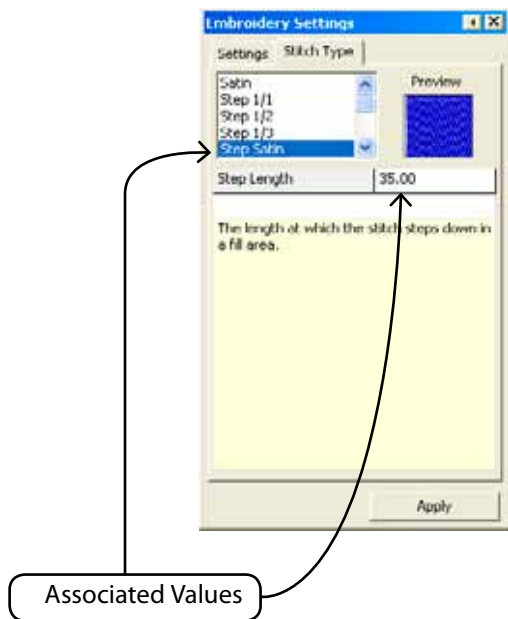 Embroidery Settings
Settings
Stitch Type
Satin
Preview
Step 1/1
Step 1/2
Step 1/3
Step Satin
Step Length
35.00
The length at which the stitch steps down in
a fill area.
Apply
Associated Values